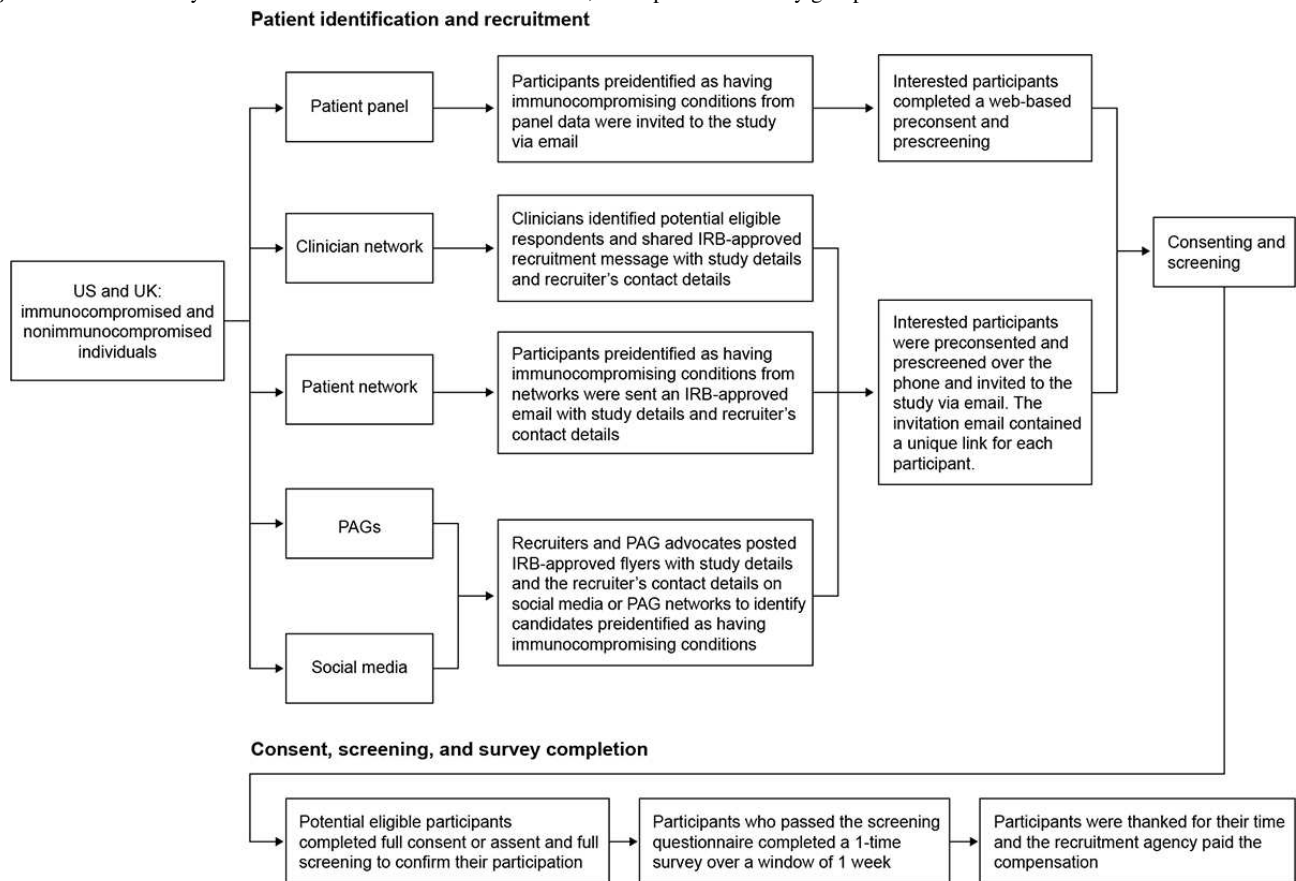 Patient identification and recruitment
Patient panel
Participants preidentified as having
immunocompromising conditions from
panel data were invited to the study
via email
Interested participants
completed a web-based
preconsent and
prescreening
Clinician network
Clinicians identified potential eligible
respondents and shared IRB-approved
recruitment message with study details
and recruiter's contact details
Consenting and
screening
US and UK:
immunocompromised and
nonimmunocompromised
individuals
Patient network
Participants preidentified as having
immunocompromising conditions from
networks were sent an IRB-approved
email with study details and recruiter's
contact details
Interested participants
were preconsented and
prescreened over the
phone and invited to the
study via email. The
invitation email contained
a unique link for each
participant.
PAGs
Social media
Recruiters and PAG advocates posted
IRB-approved flyers with study details
and the recruiter's contact details on
social media or PAG networks to identify
candidates preidentified as having
immunocompromising conditions
Consent, screening, and survey completion
Potential eligible participants
completed full consent or assent and full
screening to confirm their participation
Participants who passed the screening
questionnaire completed a 1-time
survey over a window of 1 week
Participants were thanked for their time
and the recruitment agency paid the
compensation